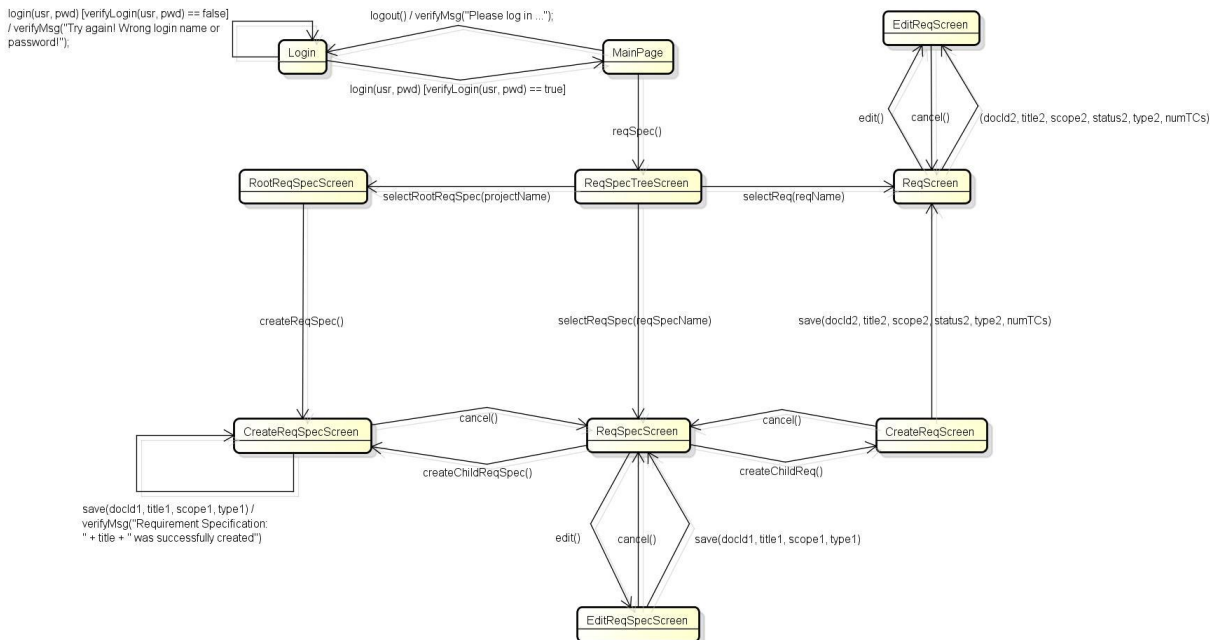 login(usr, pwd) [verifyLogin(usr, pwd) == false]
/ verifyMsg("Try again! Wrong login name or
password!");
logout() / verifyMsg("Please log in ...");
EditReqScreen
Login
MainPage
login(usr, pwd) [verifyLogin(usr, pwd) == true]
edit()
cancel()
(docId2, title2, scope2, status2, type2, numTCs)
reqSpec()
RootReqSpecScreen
ReqSpecTreeScreen
ReqScreen
selectRootReqSpec(projectName)
selectReq(reqName)
createReqSpec()
selectReqSpec(reqSpecName)
save(docId2, title2, scope2, status2, type2, numTCs)
CreateReqSpecScreen
cancel()
ReqSpecScreen
cancel()
CreateReqScreen
createChildReqSpec()
createChildReq()
save(docId1, title1, scope1, type1) /
verifyMsg("Requirement Specification:
" + title + " was successfully created")
edit()
cancel()
save(docId1, title1, scope1, type1)
EditReqSpecScreen